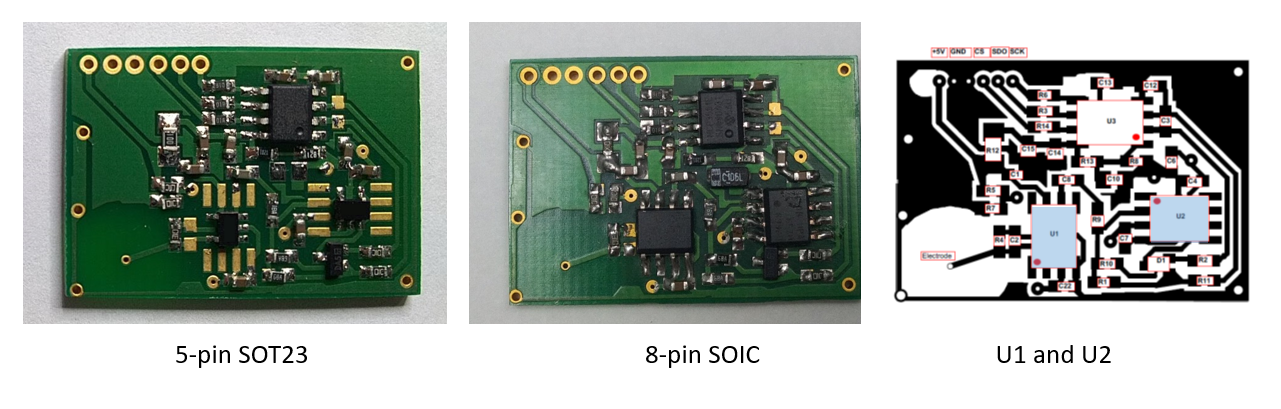 +5V GND CS SDO SCK
C13
C12
R6
R3
U3
C3
R14
R12
C15 C14
R13
R8
C6
C1
C8
C10
C4
R5
R7
U1
R9
U2
R4 C2
C7
Electrode
R10
D1
R2
R1
R11
C22
5-pin SOT23
8-pin SOIC
U1 and U2